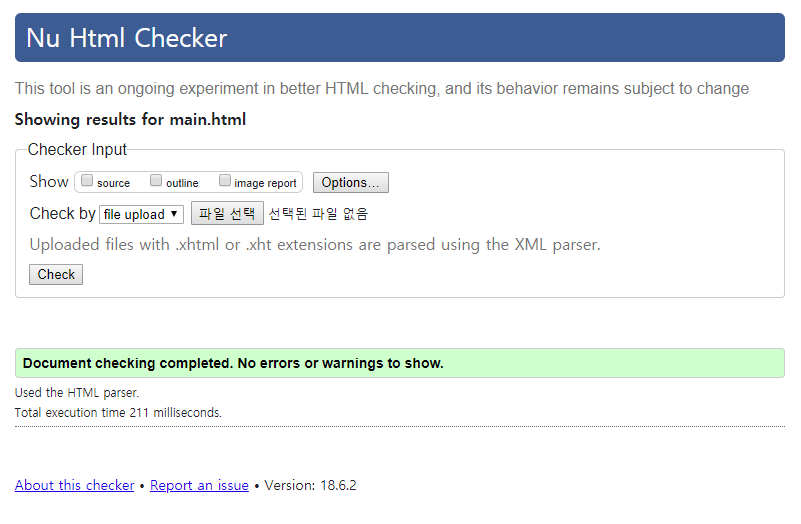 Nu Html Checker
This tool is an ongoing experiment in better HTML checking, and its behavior remains subject to change
Showing results for main.html
Checker Input
Show source outline image report Options...
Check by file upload 파일 선택 선택된 파일 없음
Uploaded files with .xhtml or .xht extensions are parsed using the XML parser.
Check
Document checking completed. No errors or warnings to show.
Used the HTML parser.
Total execution time 211 milliseconds.
About this checker • Report an issue • Version: 18.6.2